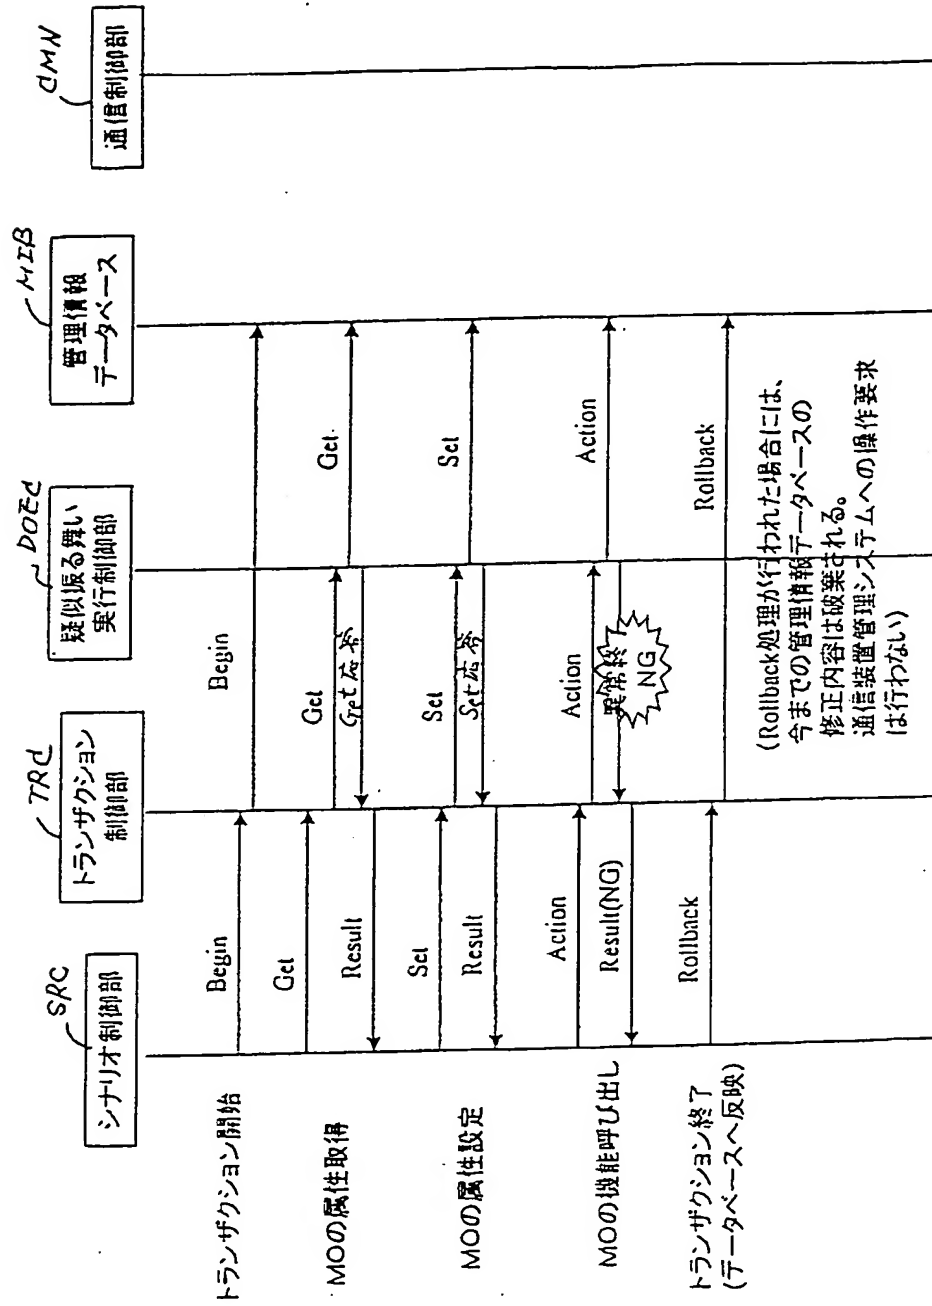 SRC
シナリオ制御部
TRC
トランザクション
制御部
DOEC
疑似振る舞い
実行制御部
MIB
管理情報
データベース
CMN
通信制御部
トランザクション開始
Begin
Begin
MOの属性取得
Get
Get
Get
Get応答
Result
MOの属性設定
Set
Set
Set
Set応答
Result
MOの機能呼び出し
Action
Action
Action
異常終了
NG
Result(NG)
トランザクション終了
(データベースへ反映)
Rollback
Rollback
(Rollback処理が行われた場合には、
今までの管理情報データベースの
修正内容は破棄される。
通信装置管理システムへの操作要求
は行わない)